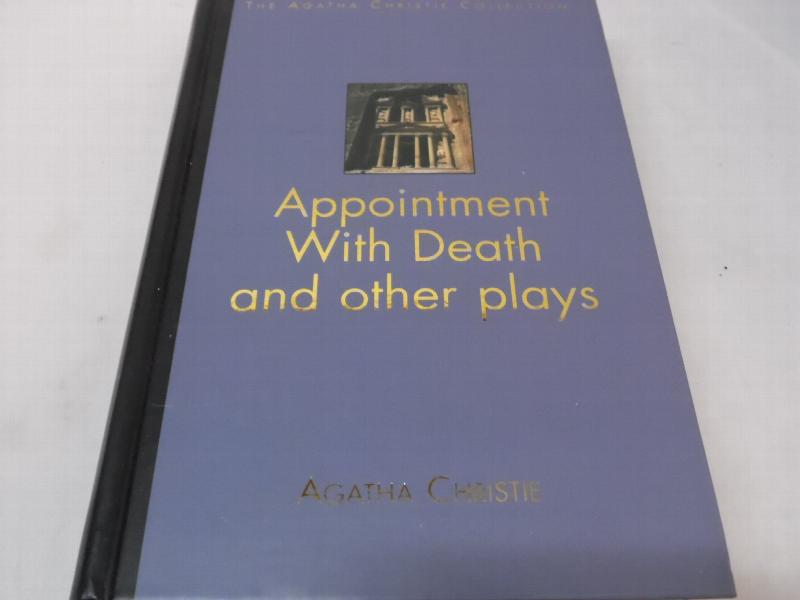 THE AGATHA CHRISTIE COLLECTION
Appointment
With Death
and other plays
AGATHA CHRISTIE